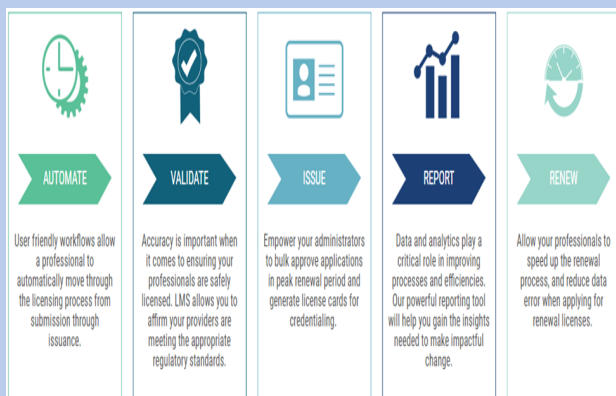 AUTOMATE
User friendly workflows allow
a professional to
automatically move through
the licensing process from
submission through
issuance.
VALIDATE
Accuracy is important when
it comes to ensuring your
professionals are safely
licensed. LMS allows you to
affirm your providers are
meeting the appropriate
regulatory standards.
ISSUE
Empower your administrators
to bulk approve applications
in peak renewal period and
generate license cards for
credentialing.
REPORT
Data and analytics play a
critical role in improving
processes and efficiencies.
Our powerful reporting tool
will help you gain the insights
needed to make impactful
change.
RENEW
Allow your professionals to
speed up the renewal
process, and reduce data
error when applying for
renewal licenses.